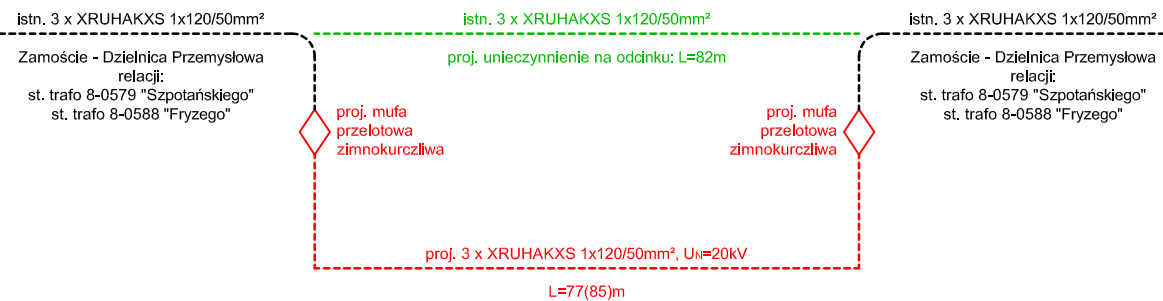 istn. 3 x XRUHAKXS 1x120/50mm²
Zamoście - Dzielnica Przemysłowa
relacji:
st. trafo 8-0579 "Szpotańskiego"
st. trafo 8-0588 "Fryzego"
istn. 3 x XRUHAKXS 1x120/50mm²
proj. unieczynnienie na odcinku: L=82m
istn. 3 x XRUHAKXS 1x120/50mm²
Zamoście - Dzielnica Przemysłowa
relacji:
st. trafo 8-0579 "Szpotańskiego"
st. trafo 8-0588 "Fryzego"
proj. mufa
przelotowa
zimnokurczliwa
proj. mufa
przelotowa
zimnokurczliwa
proj. 3 x XRUHAKXS 1x120/50mm², UN=20kV
L=77(85)m